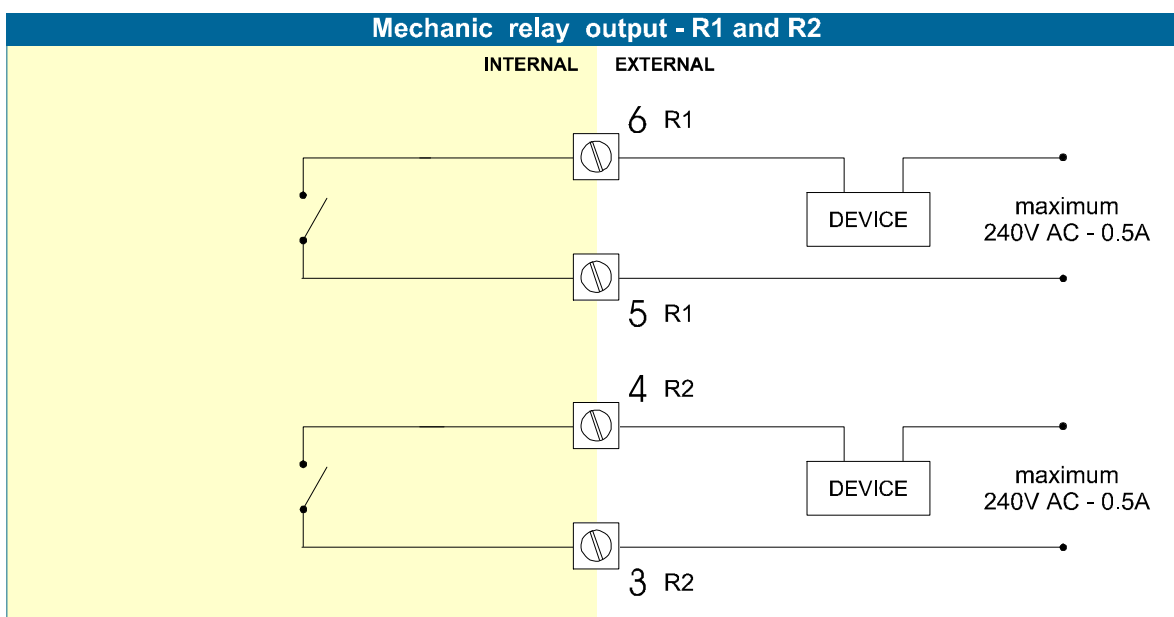 Mechanic relay output - R1 and R2
INTERNAL EXTERNAL
6 R1
DEVICE
maximum
240V AC - 0.5A
5 R1
4 R2
DEVICE
maximum
240V AC - 0.5A
3 R2